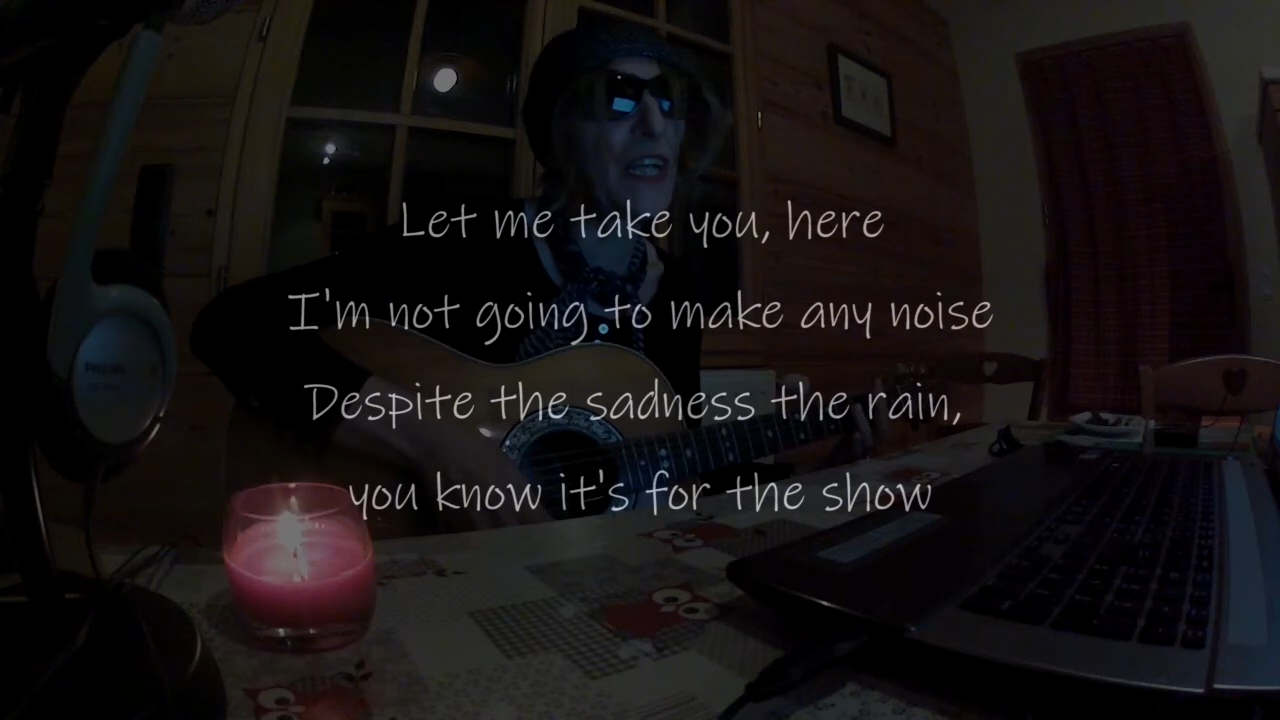 PHILIPS
Let me take you, here
I'm not going to make any noise
Despite the sadness the rain,
you know it's for the show